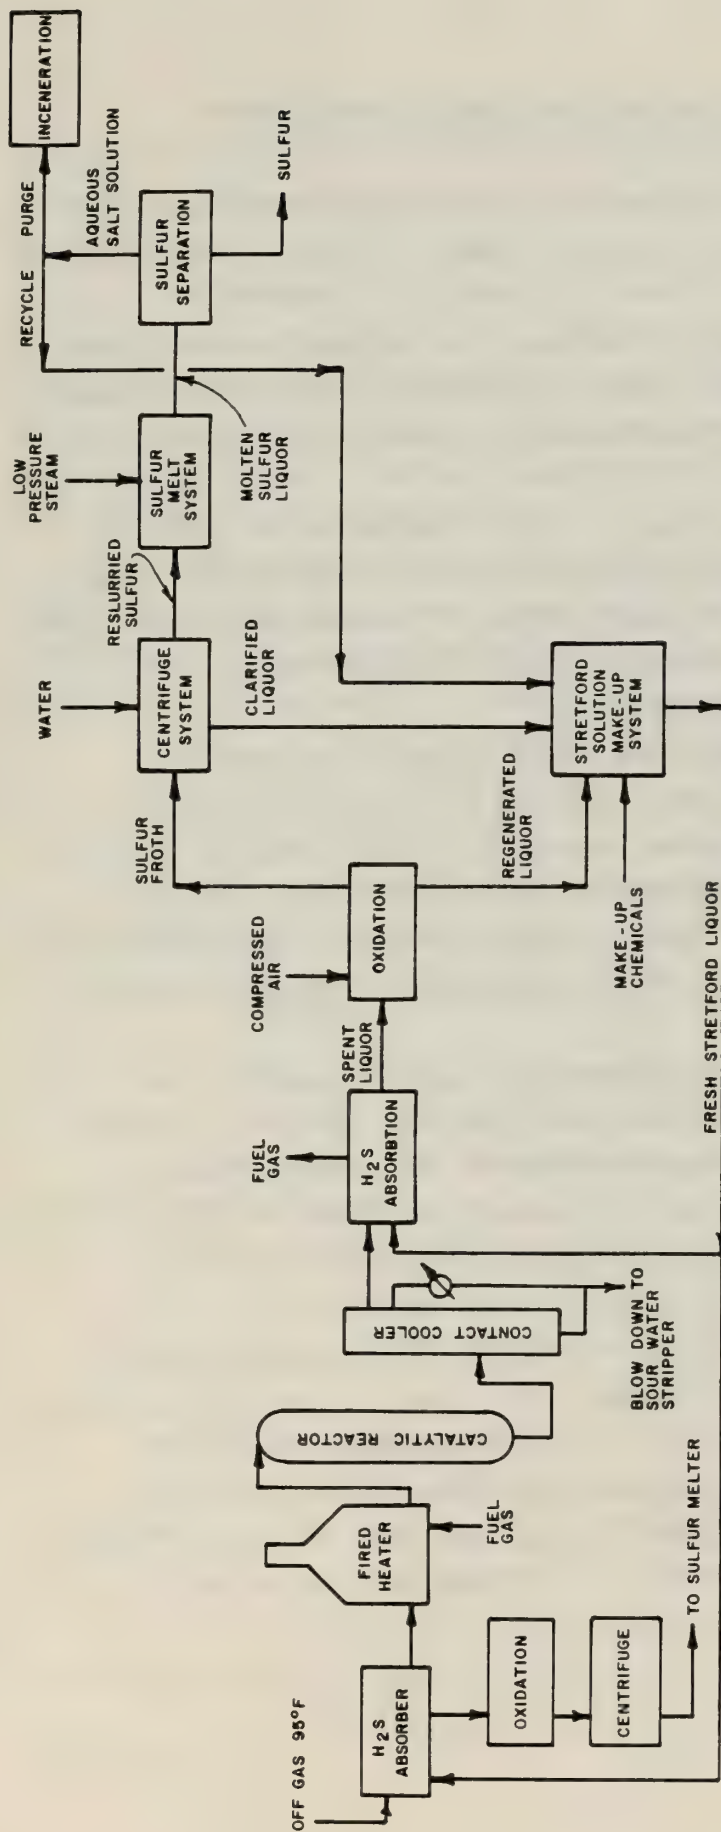 OFF GAS 95°F
H2S
ABSORBER
OXIDATION
CENTRIFUGE
TO SULFUR MELTER
FIRED
HEATER
FUEL
GAS
CATALYTIC REACTOR
CONTACT COOLER
BLOW DOWN TO
SOUR WATER
STRIPPER
FUEL
GAS
H2S
ABSORBTION
SPENT
LIQUOR
COMPRESSED
AIR
OXIDATION
SULFUR
FROTH
REGENERATED
LIQUOR
MAKE-UP
CHEMICALS
FRESH STRETFORD LIQUOR
WATER
CENTRIFUGE
SYSTEM
CLARIFIED
LIQUOR
STRETFORD
SOLUTION
MAKE-UP
SYSTEM
RESLURRIED
SULFUR
LOW
PRESSURE
STEAM
SULFUR
MELT
SYSTEM
MOLTEN
SULFUR
LIQUOR
RECYCLE
PURGE
AQUEOUS
SALT SOLUTION
SULFUR
SEPARATION
SULFUR
INCENERATION